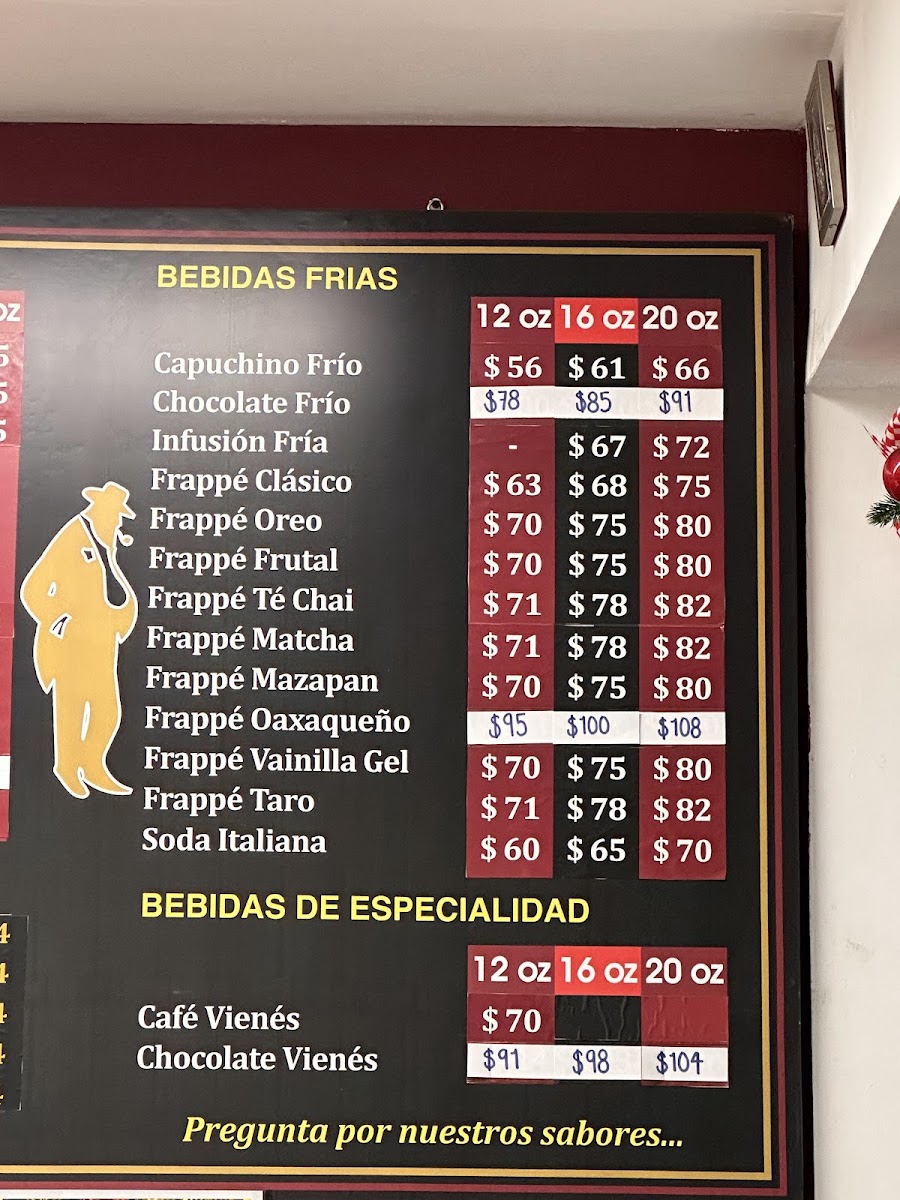 BEBIDAS FRIAS
12 oz 16 oz 20 oz
Capuchino Frío $ 56 $ 61 $ 66
Chocolate Frío $78 $85 $91
Infusión Fría - $ 67 $ 72
Frappé Clásico $ 63 $ 68 $ 75
Frappé Oreo $ 70 $ 75 $ 80
Frappé Frutal $ 70 $ 75 $ 80
Frappé Té Chai $ 71 $ 78 $ 82
Frappé Matcha $ 71 $ 78 $ 82
Frappé Mazapan $ 70 $ 75 $ 80
Frappé Oaxaqueño $95 $100 $108
Frappé Vainilla Gel $ 70 $ 75 $ 80
Frappé Taro $ 71 $ 78 $ 82
Soda Italiana $ 60 $ 65 $ 70
BEBIDAS DE ESPECIALIDAD
12 oz 16 oz 20 oz
Café Vienés $ 70
Chocolate Vienés $91 $98 $104
Pregunta por nuestros sabores...